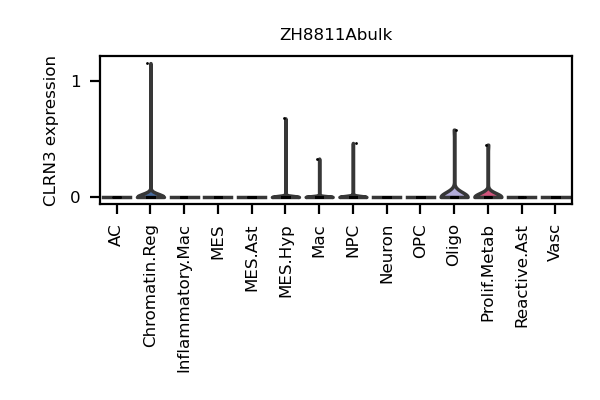 ZH8811Abulk
CLRN3 expression
1
0
AC
Chromatin.Reg
Inflammatory.Mac
MES
MES.Ast
MES.Hyp
Mac
NPC
Neuron
OPC
Oligo
Prolif.Metab
Reactive.Ast
Vasc